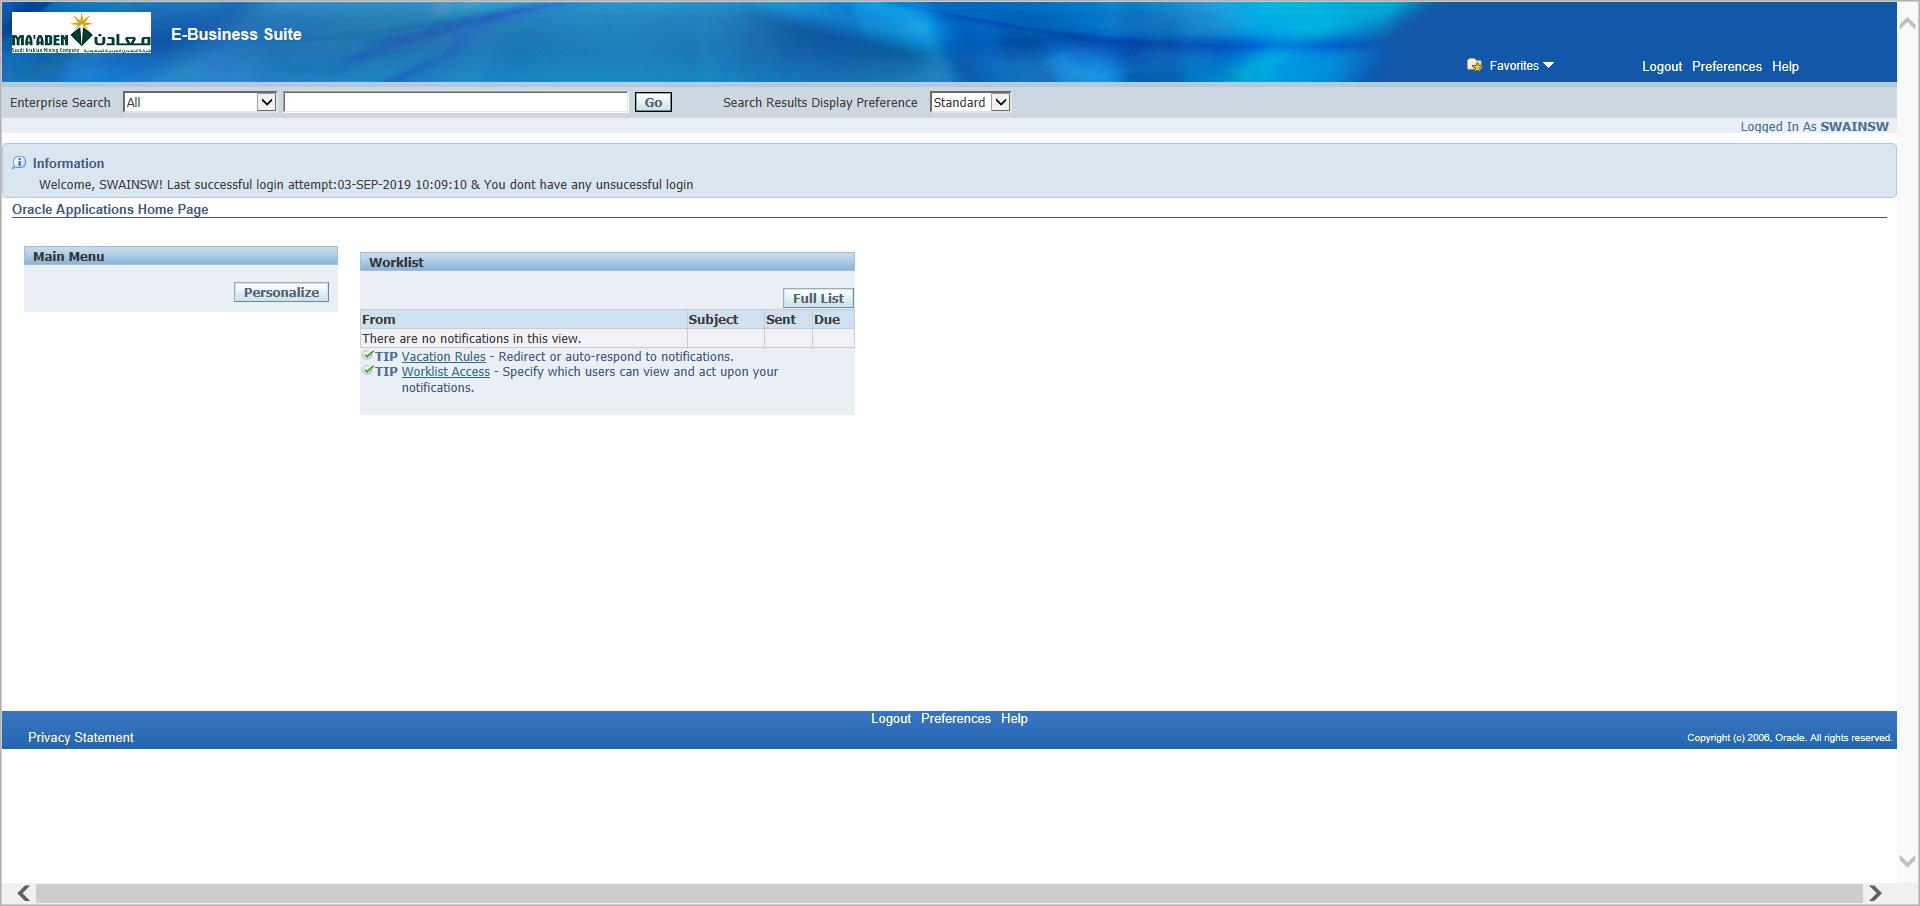 MA'ADEN معادن
Saudi Arabian Mining Company
E-Business Suite
Favorites
Logout Preferences Help
Enterprise Search All Go Search Results Display Preference Standard
Logged In As SWAINSW
Information
Welcome, SWAINSW! Last successful login attempt:03-SEP-2019 10:09:10 & You dont have any unsucessful login
Oracle Applications Home Page
Main Menu
Personalize
Worklist
Full List
From Subject Sent Due
There are no notifications in this view.
TIP Vacation Rules - Redirect or auto-respond to notifications.
TIP Worklist Access - Specify which users can view and act upon your
notifications.
Logout Preferences Help
Privacy Statement
Copyright (c) 2006, Oracle. All rights reserved.